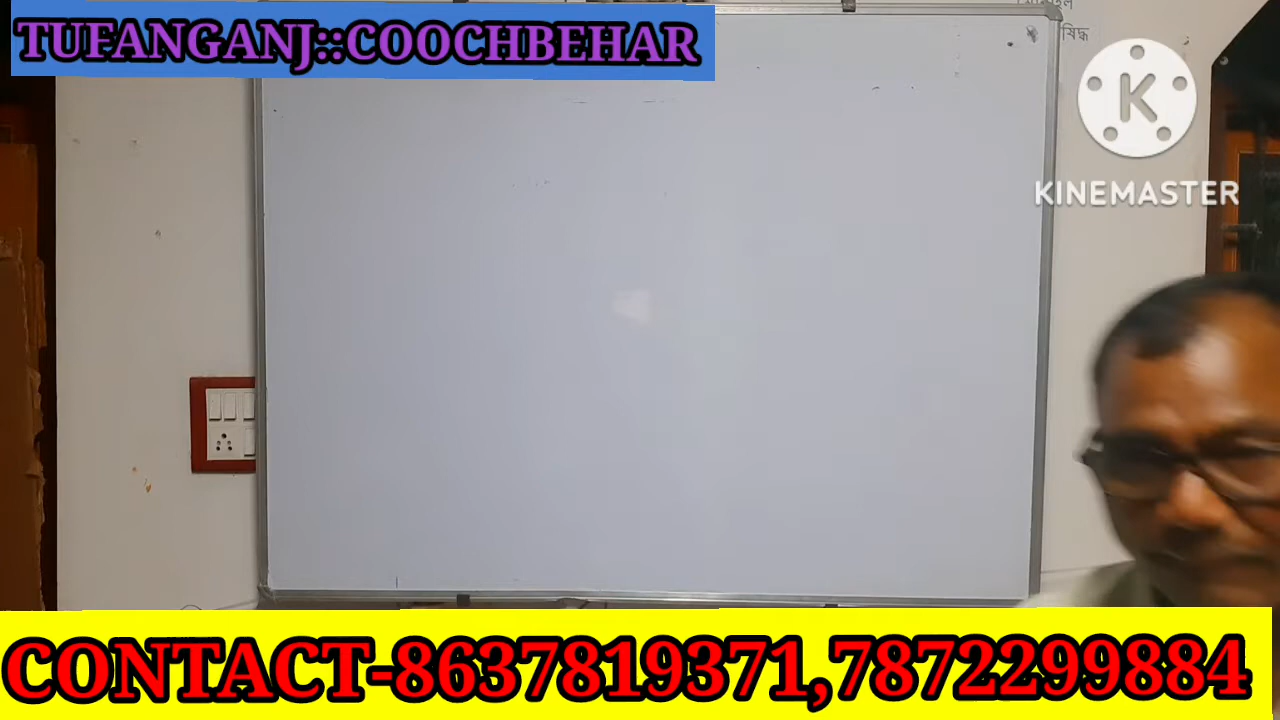 TUFANGANJ::COOCHBEHAR
K
KINEMASTER
CONTACT-8637819371,7872299884